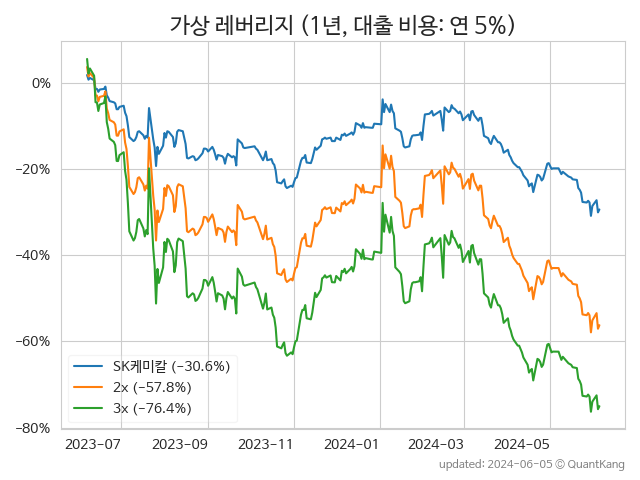 가상 레버리지 (1년, 대출 비용: 연 5%)
0%
−20%
−40%
−60%
−80%
SK케미칼 (−30.6%)
2x (−57.8%)
3x (−76.4%)
2023-07 2023-09 2023-11 2024-01 2024-03 2024-05
updated: 2024-06-05 © QuantKang